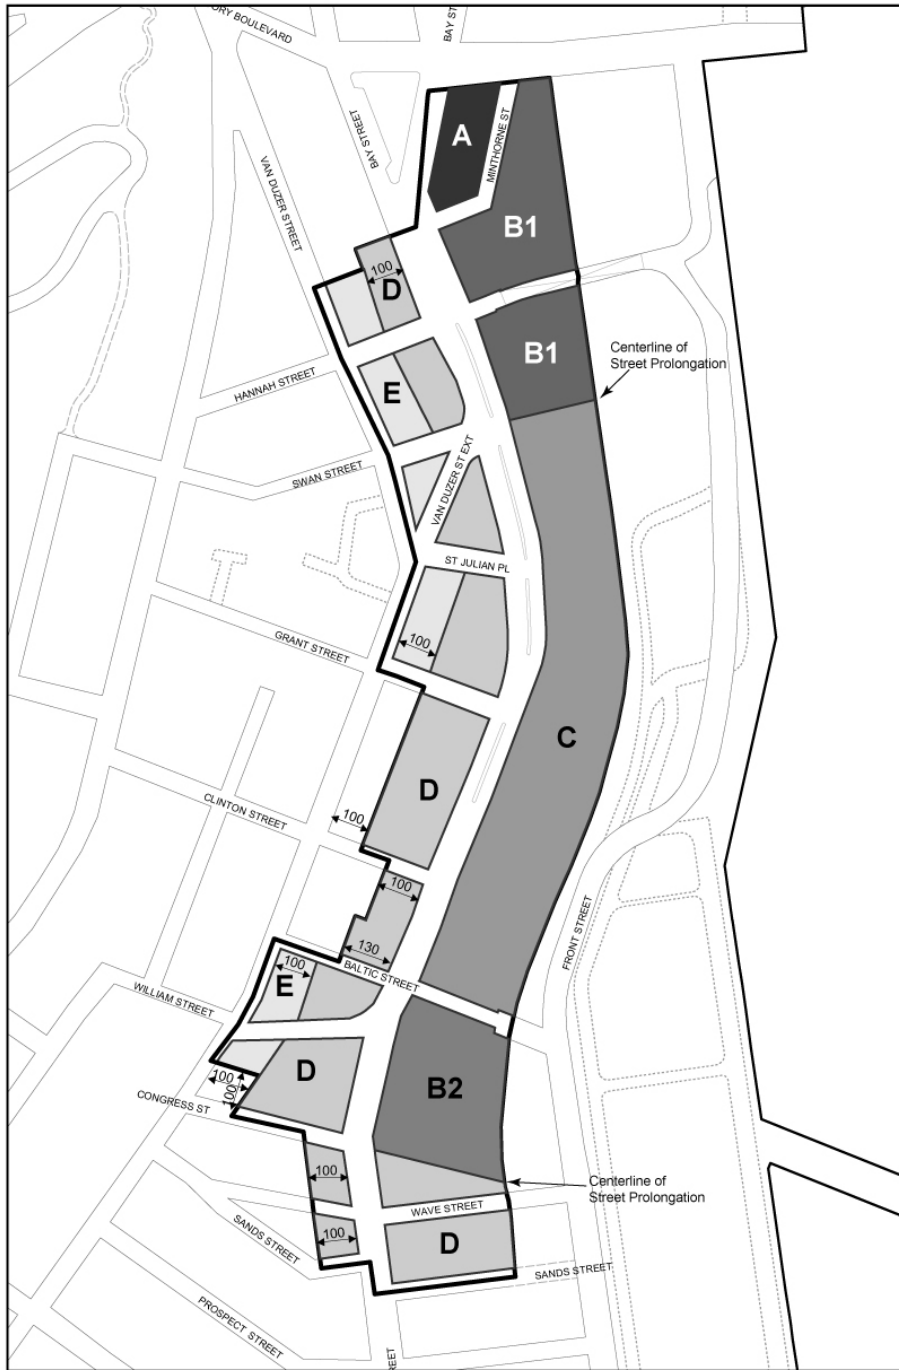 ORY BOULEVARD
BAY ST
BAY STREET
VAN DUZER STREET
A
MINTHORNE ST
B1
100
D
B1
Centerline of
Street Prolongation
HANNAH STREET
E
SWAN STREET
VAN DUZER ST EXT
ST JULIAN PL
GRANT STREET
100
C
D
CLINTON STREET
100
100
130
BALTIC STREET
FRONT STREET
100
E
WILLIAM STREET
D
100
100
CONGRESS ST
B2
100
Centerline of
Street Prolongation
WAVE STREET
SANDS STREET
100
D
SANDS STREET
PROSPECT STREET
STREET